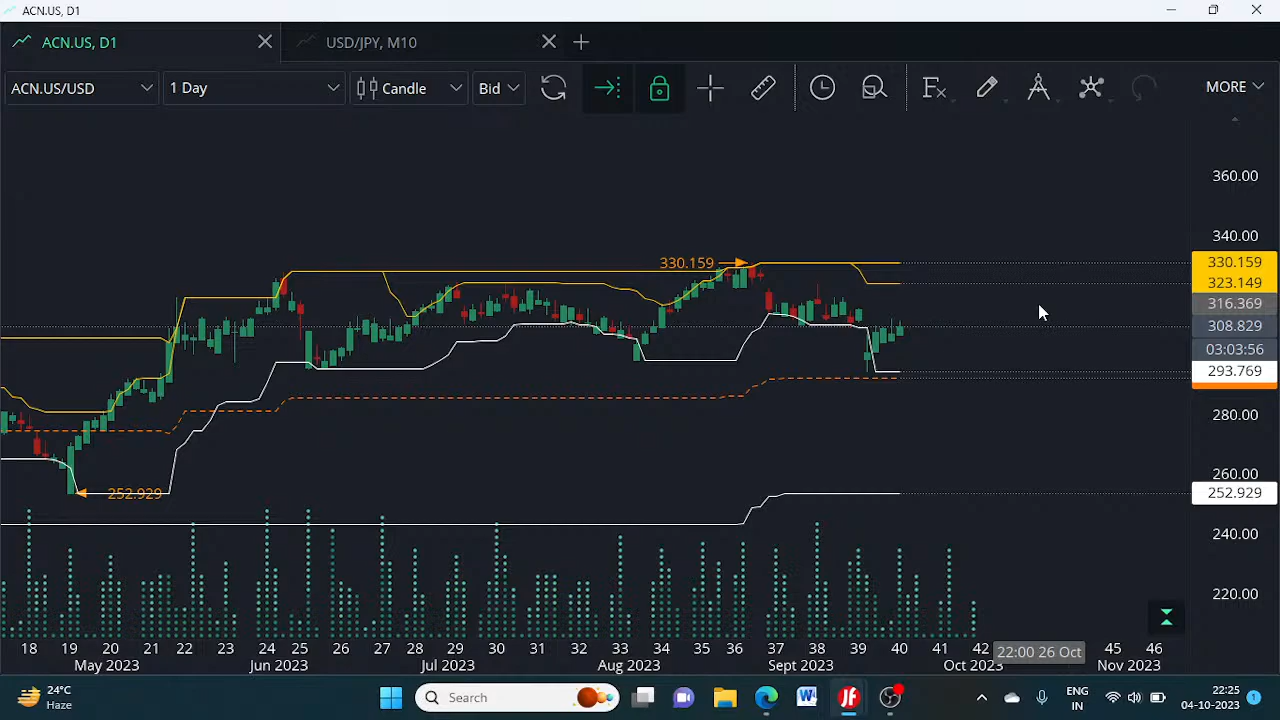 ACN.US, D1
ACN.US, D1
USD/JPY, M10
ACN.US/USD
1 Day
Candle
Bid
Fx
MORE
360.00
340.00
330.159
330.159
323.149
316.369
308.829
03:03:56
293.769
280.00
260.00
252.929
252.929
240.00
220.00
18 19 20 21 22 23 24 25 26 27 28 29 30 31 32 33 34 35 36 37 38 39 40 41 42 45 46
May 2023 Jun 2023 Jul 2023 Aug 2023 Sept 2023 Oct 2023 Nov 2023
22:00 26 Oct
24°C
धुंध
Search
W
jf
ENG
IN
22:25
04-10-2023
1